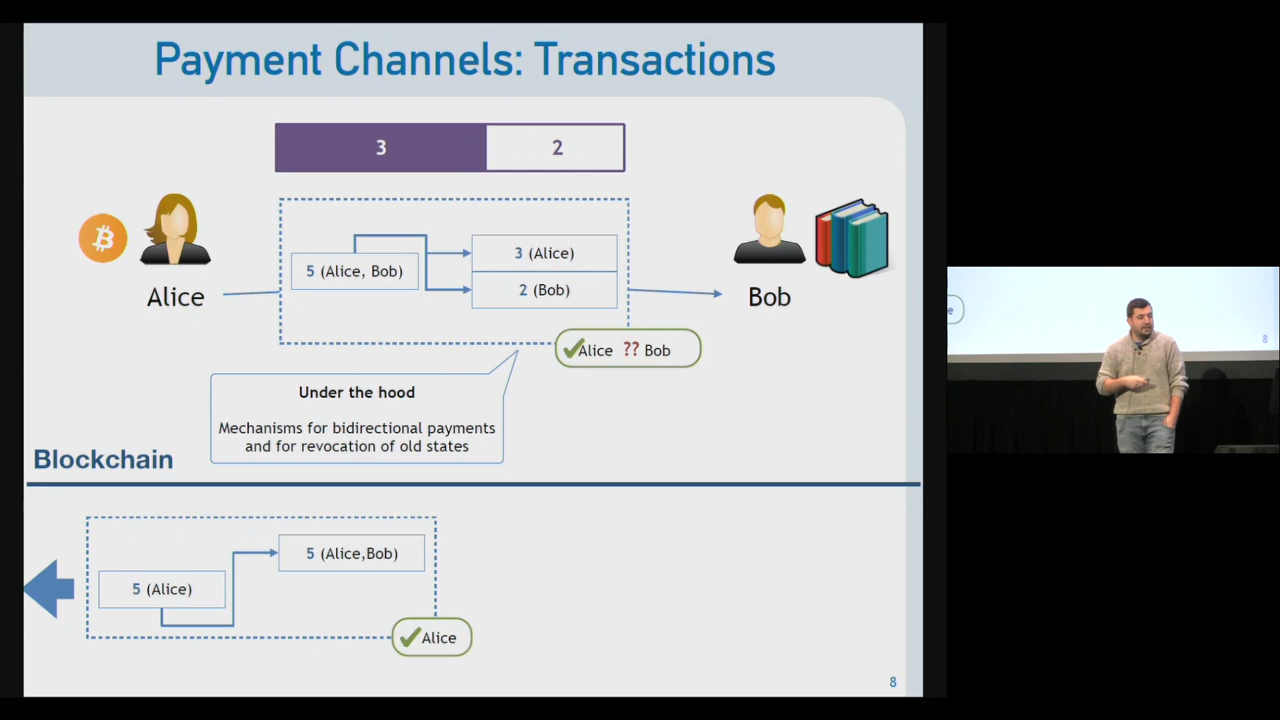 Payment Channels: Transactions
3
2
5 (Alice, Bob)
3 (Alice)
2 (Bob)
Alice
Bob
Alice ?? Bob
Under the hood
Mechanisms for bidirectional payments
and for revocation of old states
Blockchain
5 (Alice)
5 (Alice,Bob)
Alice
8
e
8